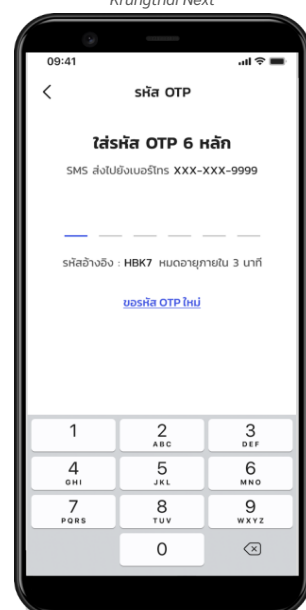 Krungthai Next
09:41
รหัส OTP
ใส่รหัส OTP 6 หลัก
SMS ส่งไปยังเบอร์โทร XXX-XXX-9999
รหัสอ้างอิง : HBK7 หมดอายุภายใน 3 นาที
ขอรหัส OTP ใหม่
1 2 3
ABC DEF
4 5 6
GHI JKL MNO
7 8 9
PQRS TUV WXYZ
0